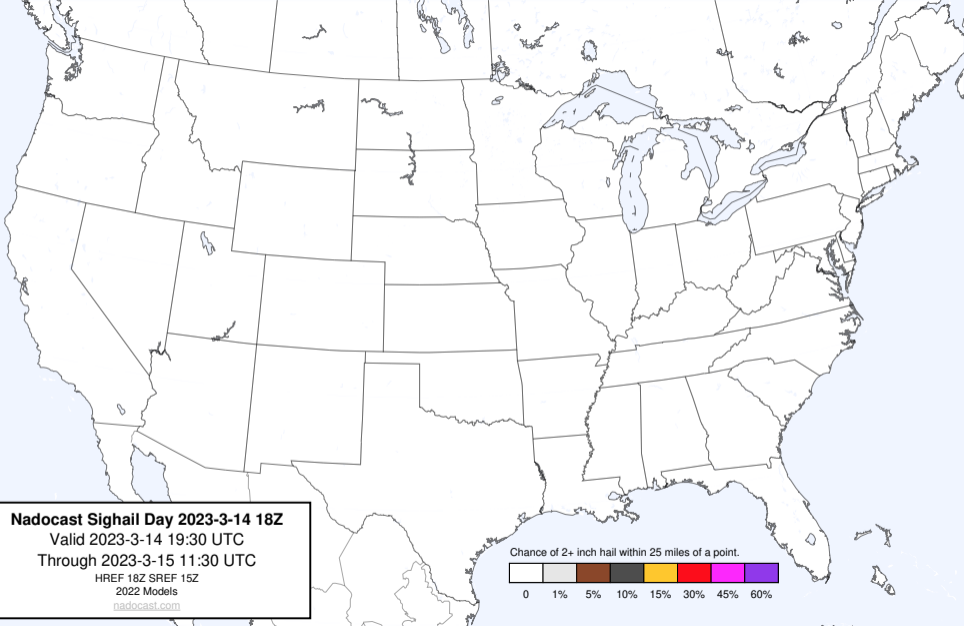 Nadocast Sighail Day 2023-3-14 18Z
Valid 2023-3-14 19:30 UTC
Through 2023-3-15 11:30 UTC
HREF 18Z SREF 15Z
2022 Models
nadocast.com
Chance of 2+ inch hail within 25 miles of a point.
0 1% 5% 10% 15% 30% 45% 60%